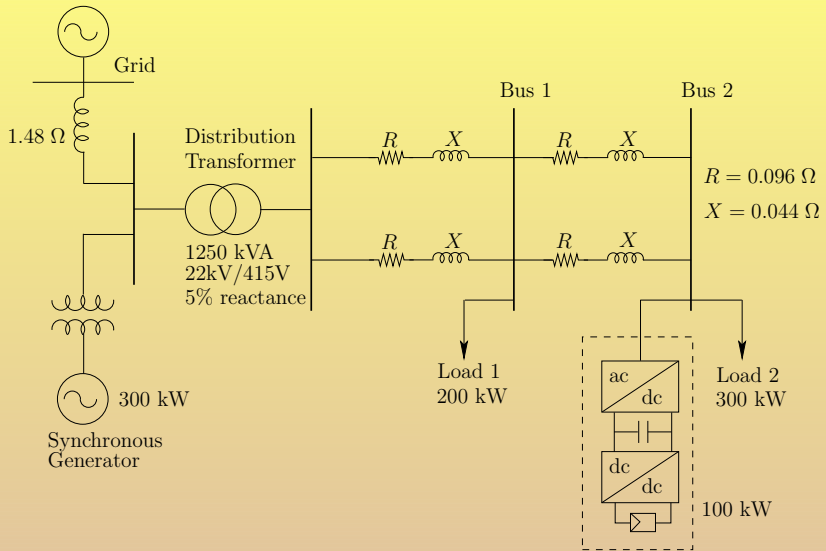 Grid
1.48 Ω
Distribution
Transformer
1250 kVA
22kV/415V
5% reactance
300 kW
Synchronous
Generator
Bus 1
Bus 2
R
X
R
X
R
X
R
X
R = 0.096 Ω
X = 0.044 Ω
Load 1
200 kW
Load 2
300 kW
ac
dc
dc
dc
100 kW